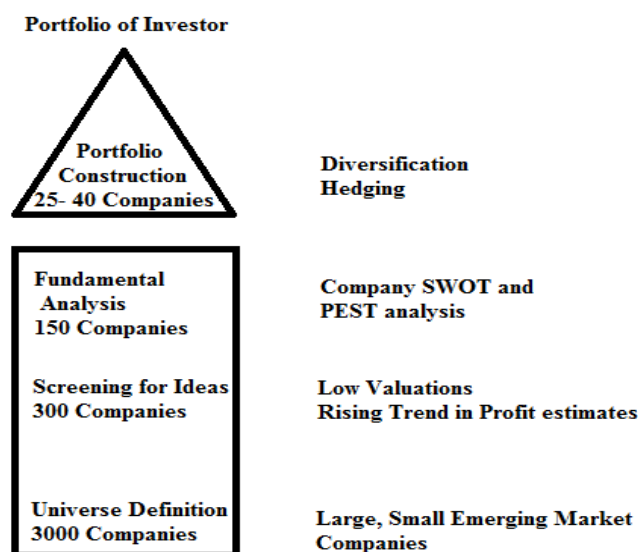 Portfolio of Investor
Portfolio
Construction
25- 40 Companies
Diversification
Hedging
Fundamental
Analysis
150 Companies
Company SWOT and
PEST analysis
Screening for Ideas
300 Companies
Low Valuations
Rising Trend in Profit estimates
Universe Definition
3000 Companies
Large, Small Emerging Market
Companies